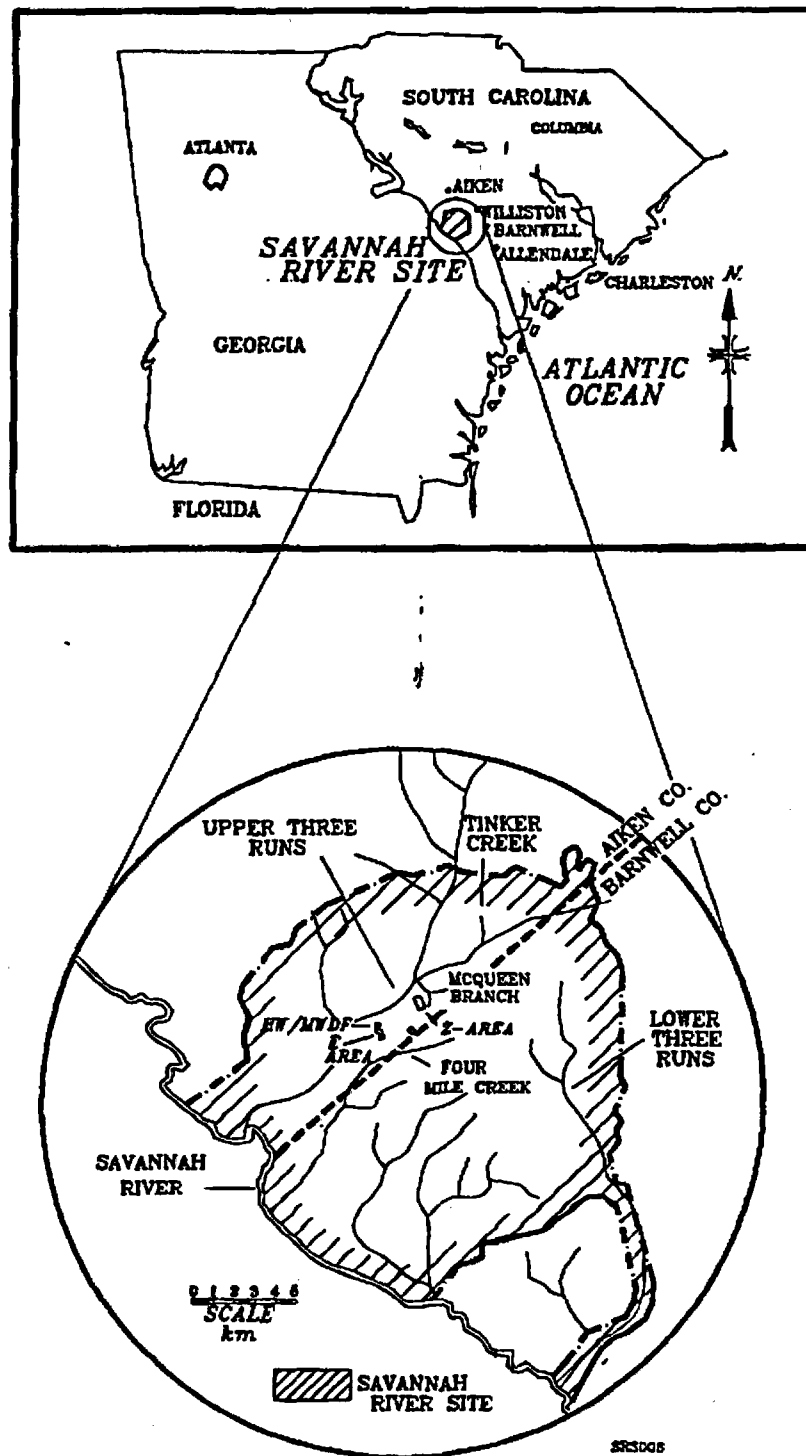 SOUTH CAROLINA
COLUMBIA
ATLANTA
AIKEN
WILLISTON
BARNWELL
ALLENDALE
SAVANNAH
RIVER SITE
CHARLESTON
N
GEORGIA
ATLANTIC
OCEAN
FLORIDA
AIKEN CO.
BARNWELL CO.
UPPER THREE
RUNS
TINKER
CREEK
MCQUEEN
BRANCH
HW/MWDF
E
AREA
Z-AREA
FOUR
MILE CREEK
LOWER
THREE
RUNS
SAVANNAH
RIVER
0 1 2 3 4 5
SCALE
km
SAVANNAH
RIVER SITE